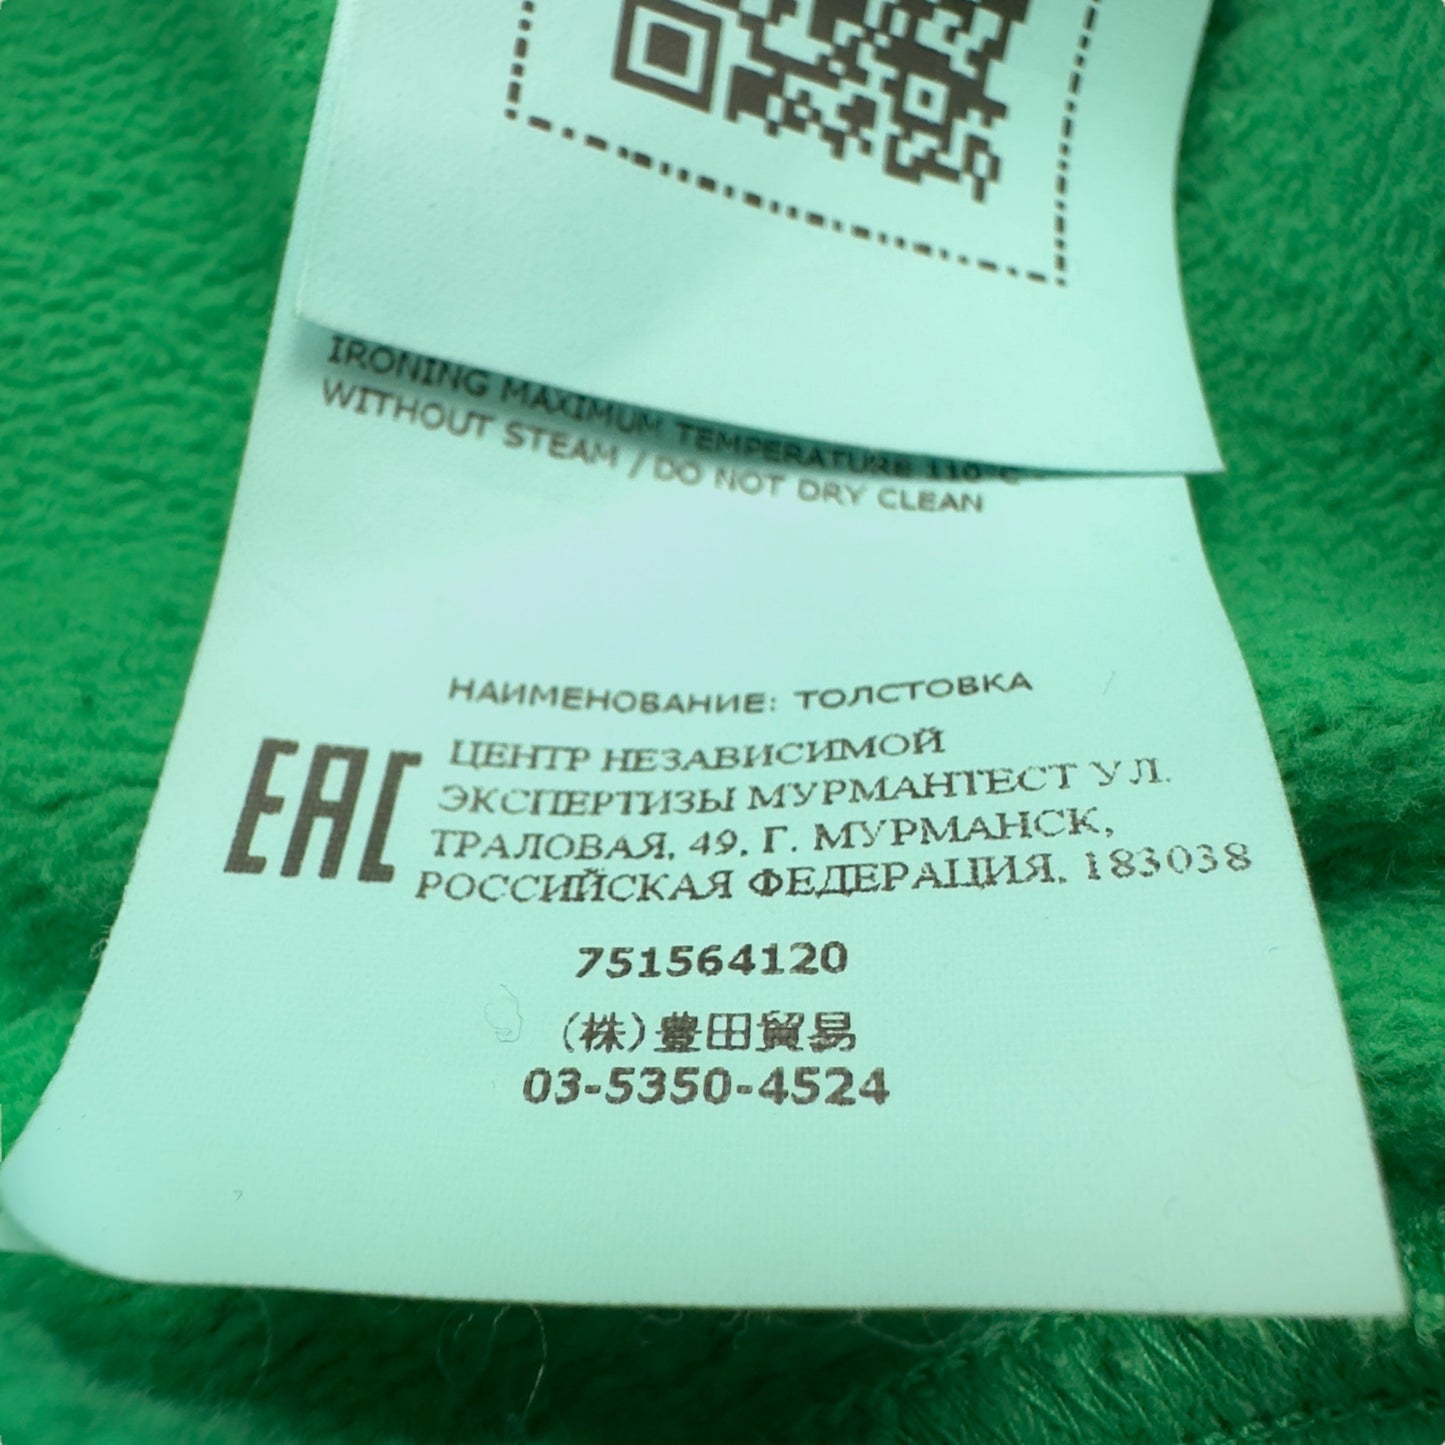 IRONING MAXIMUM TEMPERATURE 110°C
WITHOUT STEAM / DO NOT DRY CLEAN
НАИМЕНОВАНИЕ: ТОЛСТОВКА
EAC
ЦЕНТР НЕЗАВИСИМОЙ
ЭКСПЕРТИЗЫ МУРМАНТЕСТ УЛ.
ТРАЛОВАЯ, 49, Г. МУРМАНСК,
РОССИЙСКАЯ ФЕДЕРАЦИЯ, 183038
751564120
(株)豊田貿易
03-5350-4524